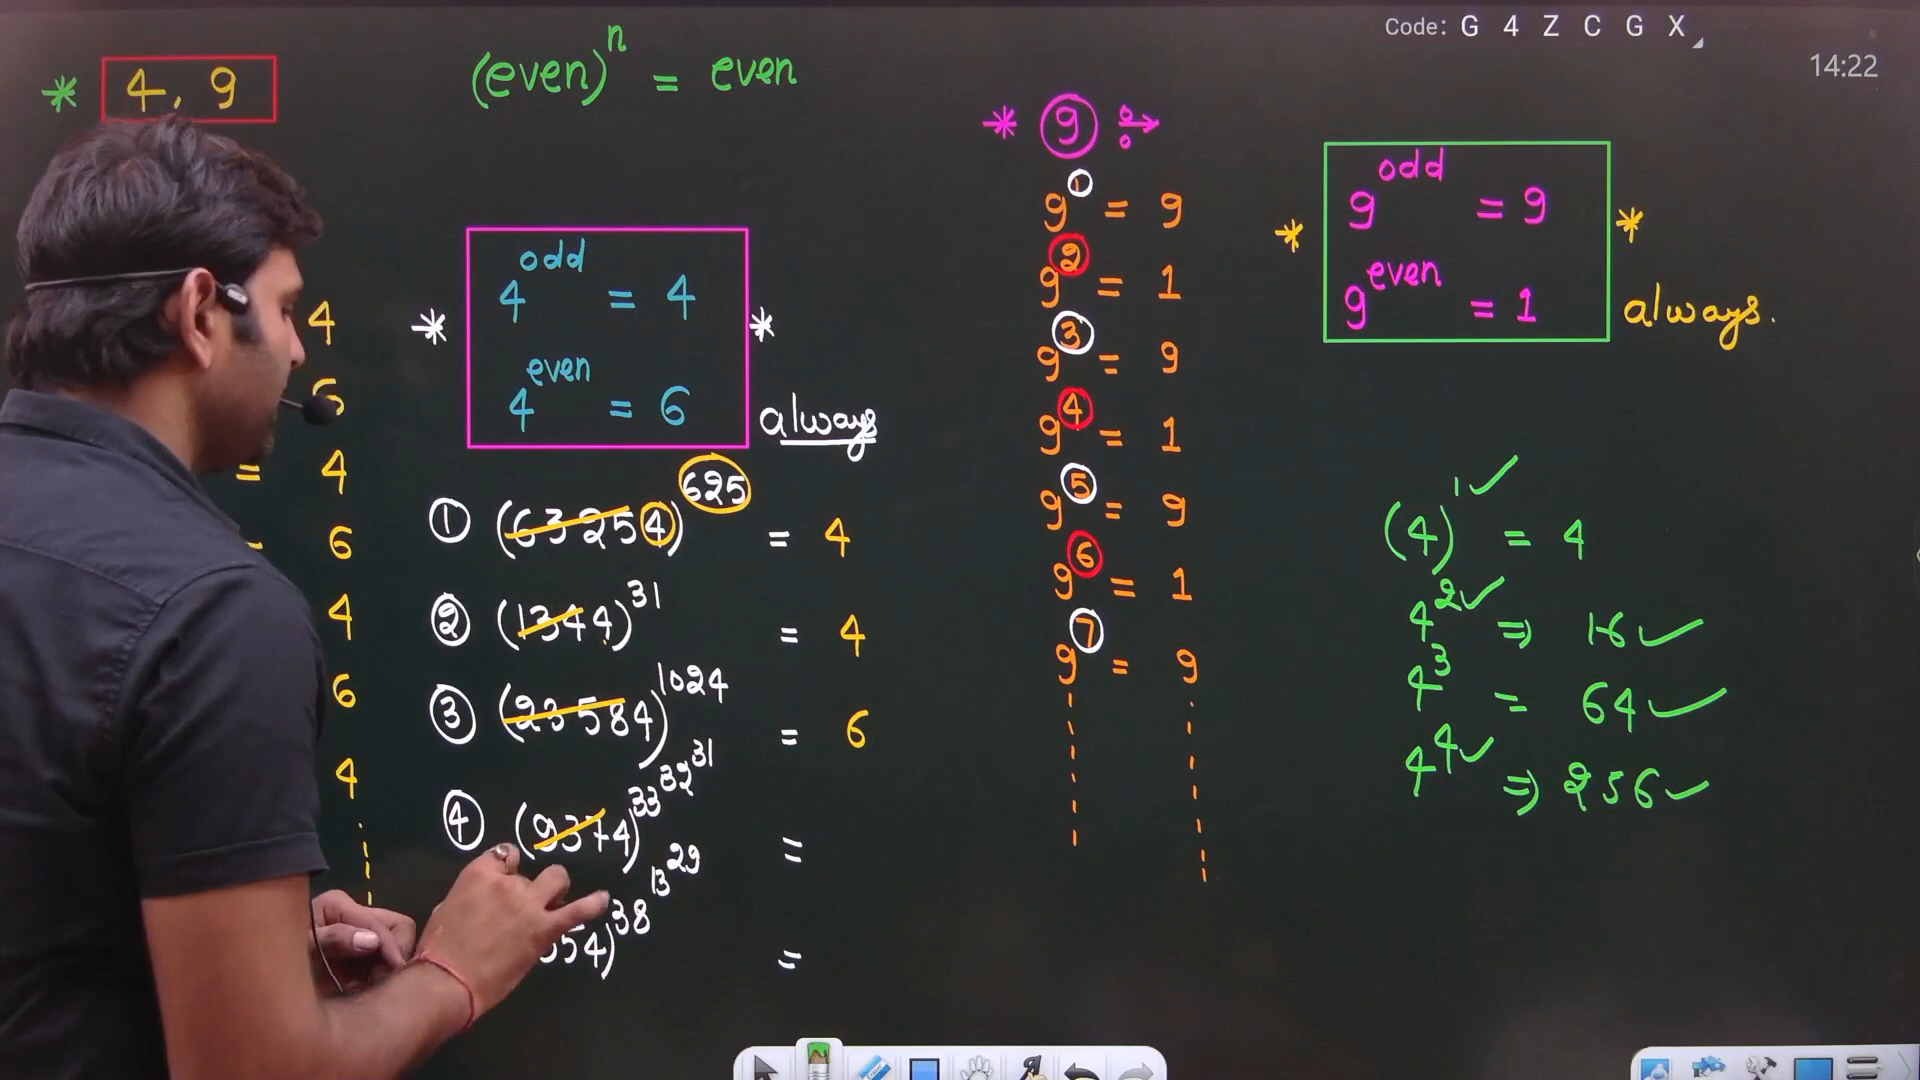 Code: G 4 Z C G X
14:22
* 4, 9
(even)ⁿ = even
4
6
= 4
= 6
4
6
4
* 4^odd = 4 *
4^even = 6
always
① (63254)^625 = 4
② (1344)^31 = 4
③ (23584)^1024 = 6
④ (9374)^33^32^31 =
54)^38^13^29 =
* 9 →
9^1 = 9
9^2 = 1
9^3 = 9
9^4 = 1
9^5 = 9
9^6 = 1
9^7 = 9
* 9^odd = 9 *
9^even = 1
always.
(4)^1 ✓ = 4
4^2 ✓ ⇒ 16 ✓
4^3 = 64 ✓
4^4 ✓ ⇒ 256 ✓